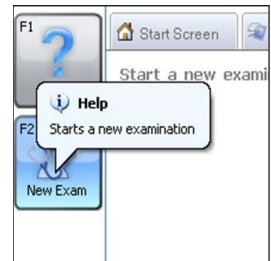 F1
Start Screen
Start a new exami
Help
F2
Starts a new examination
New Exam